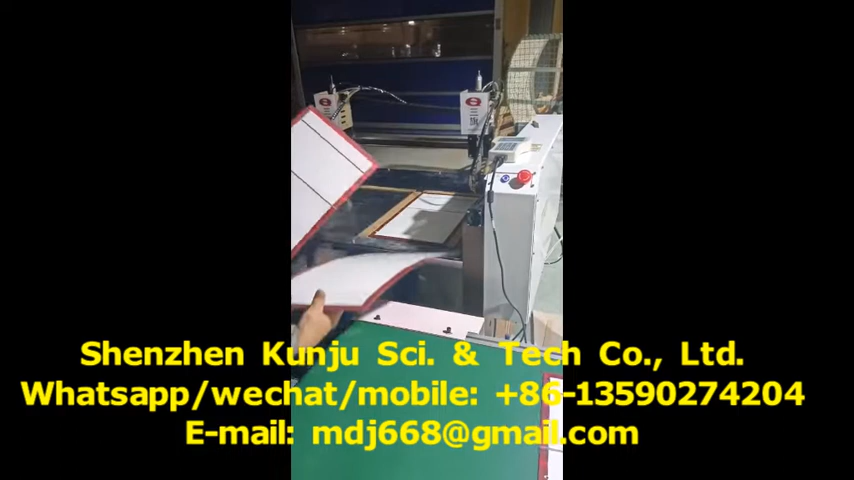 Shenzhen Kunju Sci. & Tech Co., Ltd.
Whatsapp/wechat/mobile: +86-13590274204
E-mail: mdj668@gmail.com